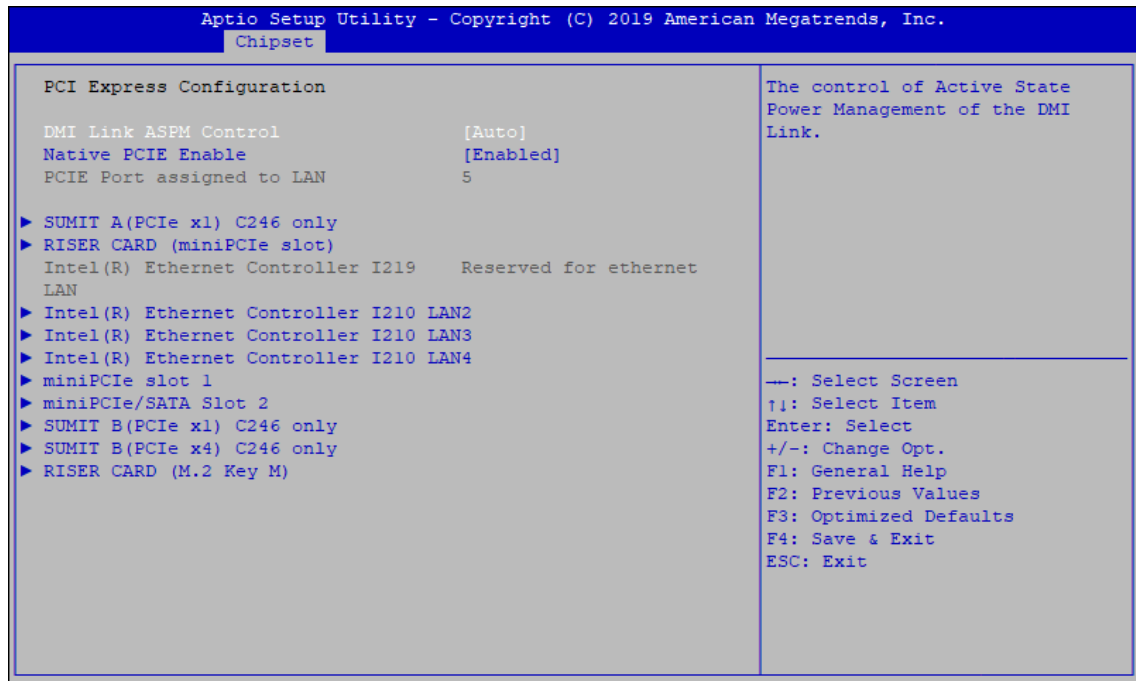 Aptio Setup Utility - Copyright (C) 2019 American Megatrends, Inc.
Chipset
PCI Express Configuration
DMI Link ASPM Control [Auto]
Native PCIE Enable [Enabled]
PCIE Port assigned to LAN 5
► SUMIT A(PCIe x1) C246 only
► RISER CARD (miniPCIe slot)
Intel(R) Ethernet Controller I219 Reserved for ethernet
LAN
► Intel(R) Ethernet Controller I210 LAN2
► Intel(R) Ethernet Controller I210 LAN3
► Intel(R) Ethernet Controller I210 LAN4
► miniPCIe slot 1
► miniPCIe/SATA Slot 2
► SUMIT B(PCIe x1) C246 only
► SUMIT B(PCIe x4) C246 only
► RISER CARD (M.2 Key M)
The control of Active State
Power Management of the DMI
Link.
→←: Select Screen
↑↓: Select Item
Enter: Select
+/-: Change Opt.
F1: General Help
F2: Previous Values
F3: Optimized Defaults
F4: Save & Exit
ESC: Exit